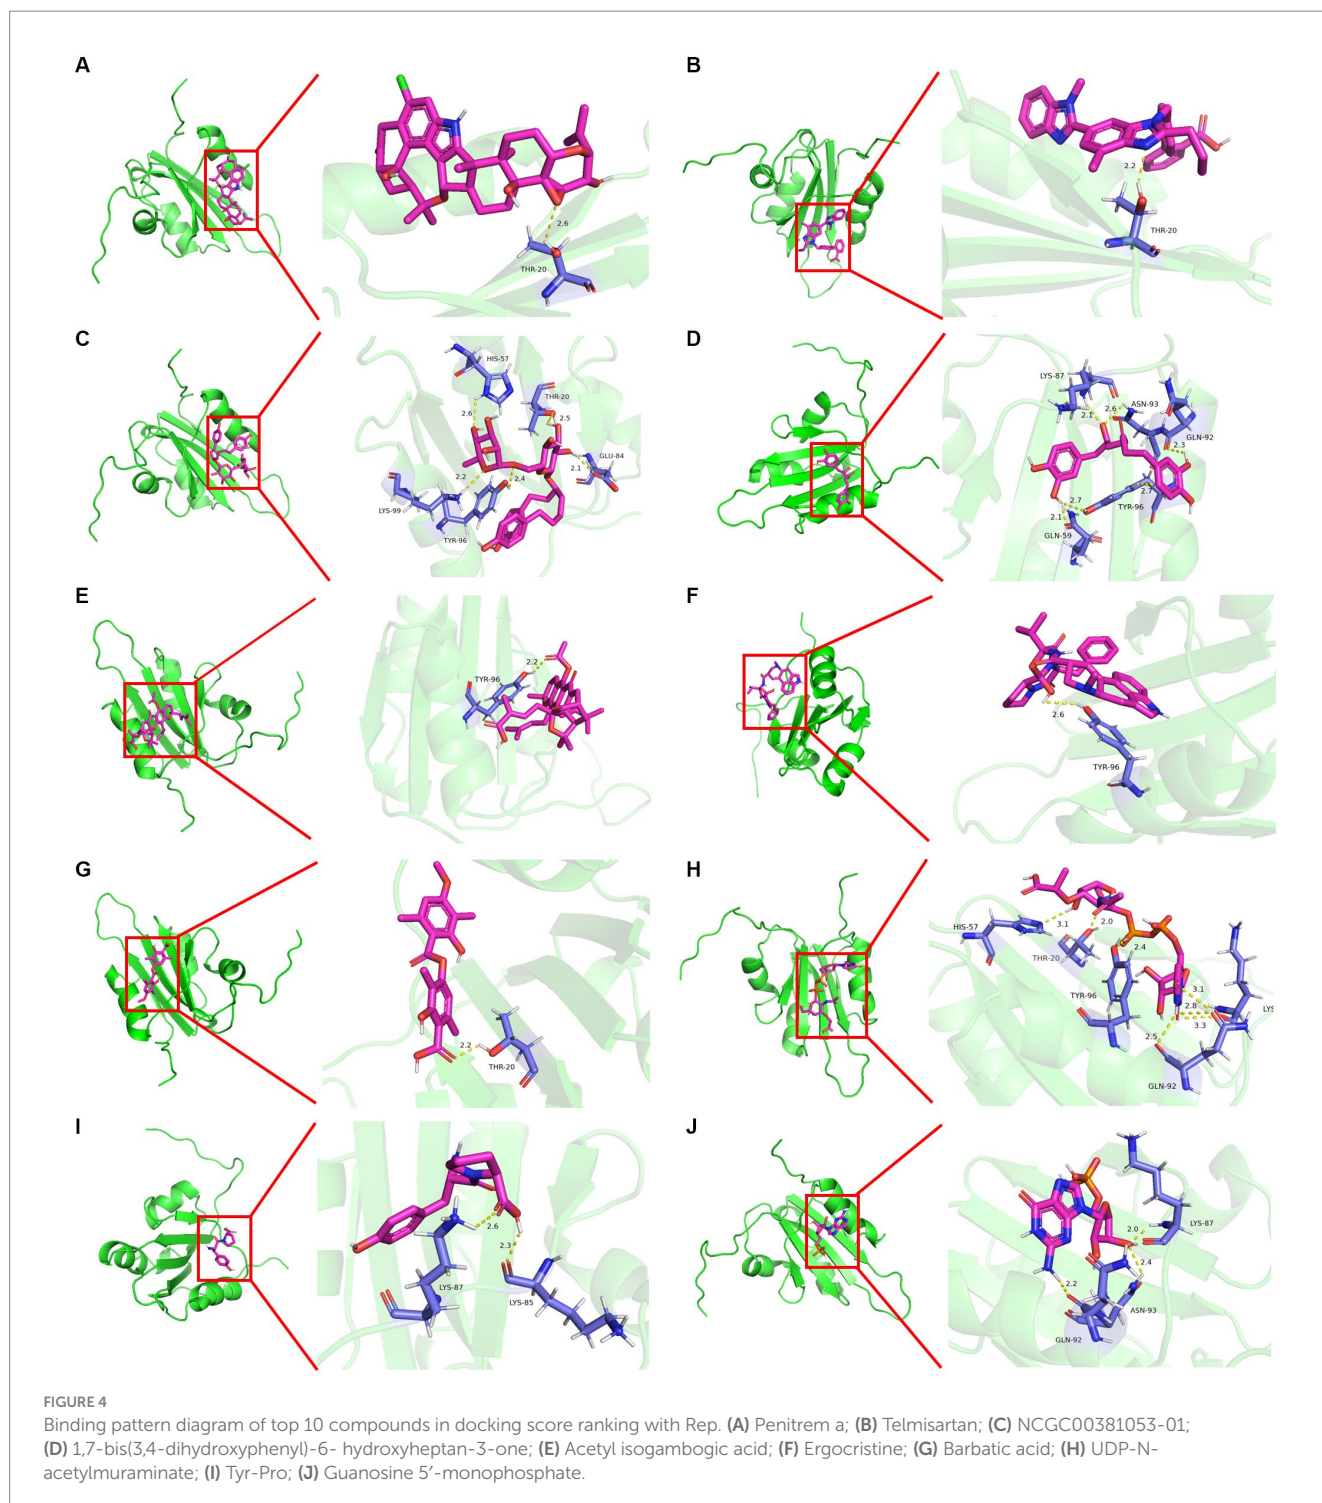 A
2.6
THR-20
B
2.2
THR-20
C
HIS-57
THR-20
2.6
2.5
GLU-84
2.1
2.2
2.4
LYS-99
TYR-96
D
LYS-87
ASN-93
2.6
2.1
GLN-92
2.3
2.7
2.7
TYR-96
2.1
GLN-59
E
2.2
TYR-96
F
2.6
TYR-96
G
2.2
THR-20
H
HIS-57
3.1
2.0
2.4
THR-20
TYR-96
3.1
2.8
LYS
3.3
2.5
GLN-92
I
2.6
2.3
LYS-87
LYS-85
J
2.0
LYS-87
2.4
2.2
ASN-93
GLN-92
FIGURE 4
Binding pattern diagram of top 10 compounds in docking score ranking with Rep. (A) Penitrem a; (B) Telmisartan; (C) NCGC00381053-01;
(D) 1,7-bis(3,4-dihydroxyphenyl)-6- hydroxyheptan-3-one; (E) Acetyl isogambogic acid; (F) Ergocristine; (G) Barbatic acid; (H) UDP-N-
acetylmuraminate; (I) Tyr-Pro; (J) Guanosine 5′-monophosphate.